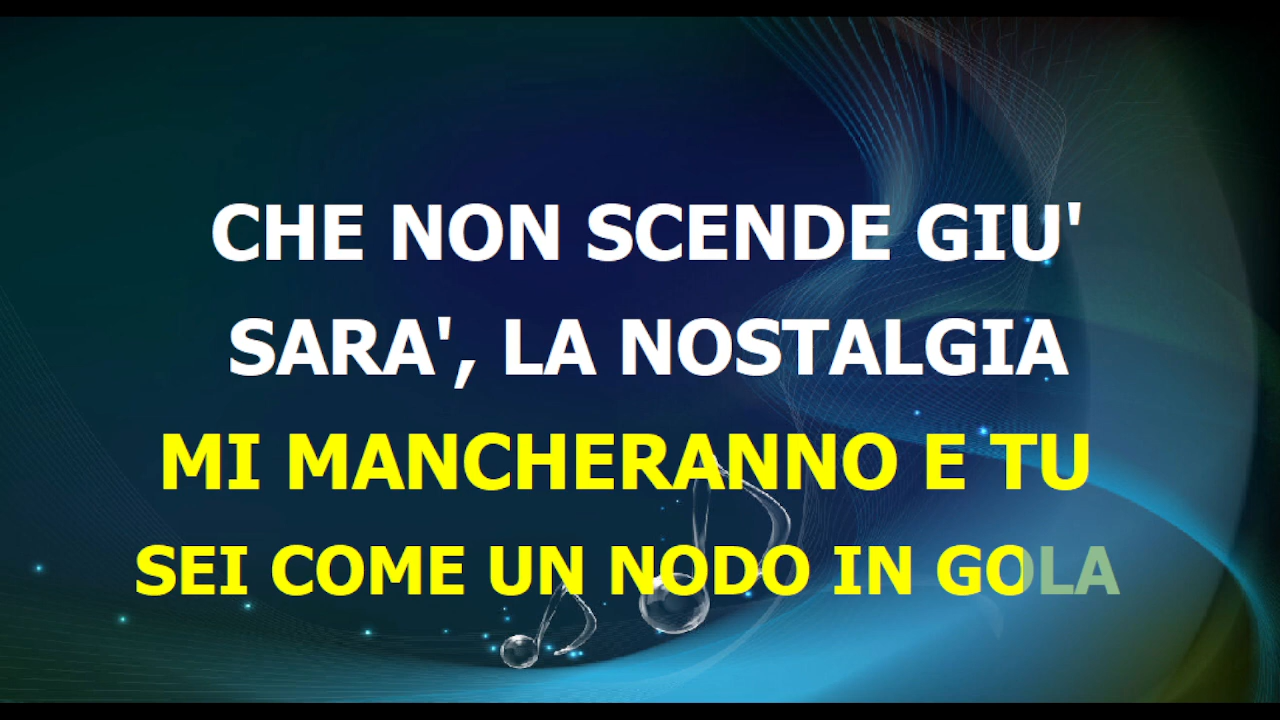 CHE NON SCENDE GIU'
SARA', LA NOSTALGIA
MI MANCHERANNO E TU
SEI COME UN NODO IN GOLA